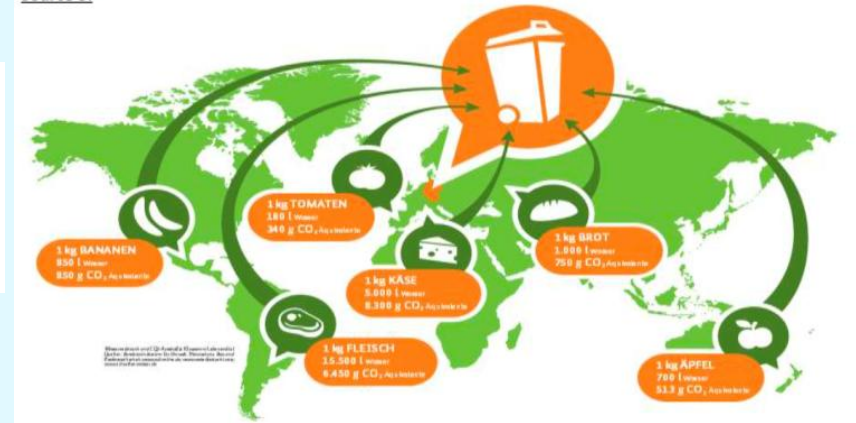 1 kg TOMATEN
180 l Wasser
340 g CO₂ Äquivalente
1 kg BANANEN
850 l Wasser
850 g CO₂ Äquivalente
1 kg BROT
1.000 l Wasser
750 g CO₂ Äquivalente
1 kg KÄSE
5.000 l Wasser
8.300 g CO₂ Äquivalente
1 kg FLEISCH
15.500 l Wasser
6.450 g CO₂ Äquivalente
1 kg ÄPFEL
700 l Wasser
513 g CO₂ Äquivalente